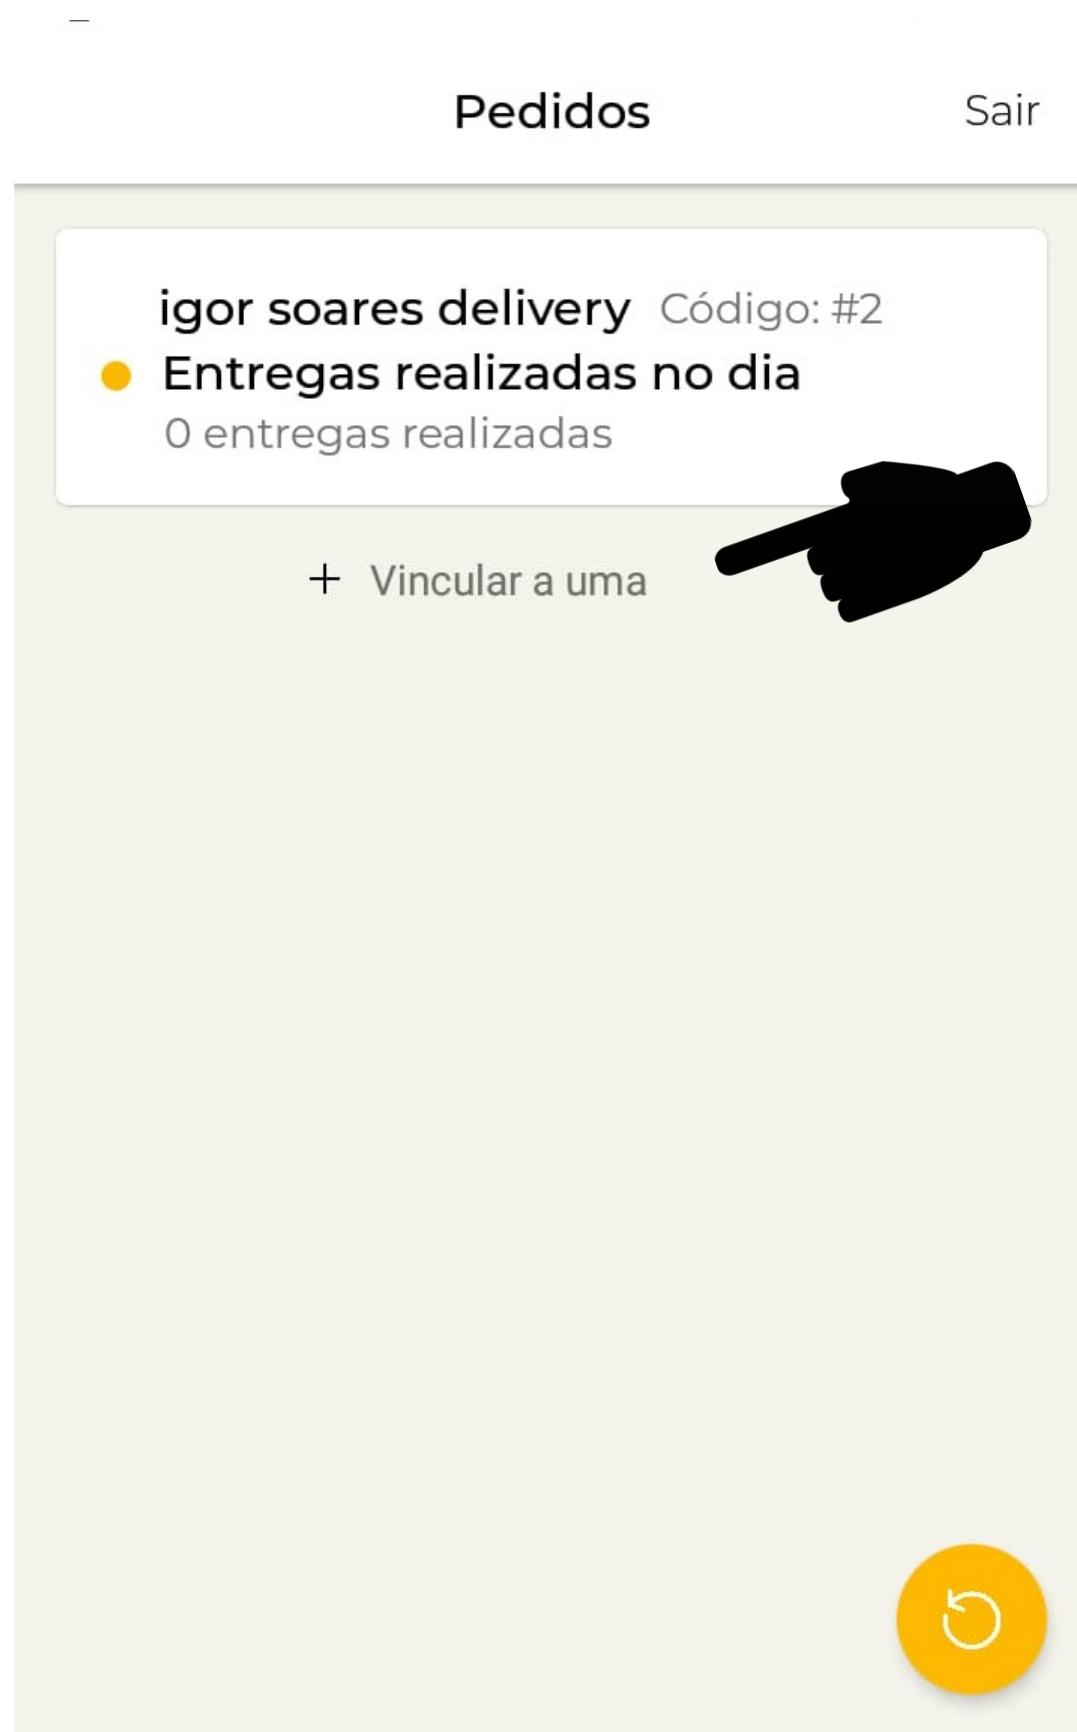 Pedidos
Sair
igor soares delivery Código: #2
Entregas realizadas no dia
0 entregas realizadas
+ Vincular a uma